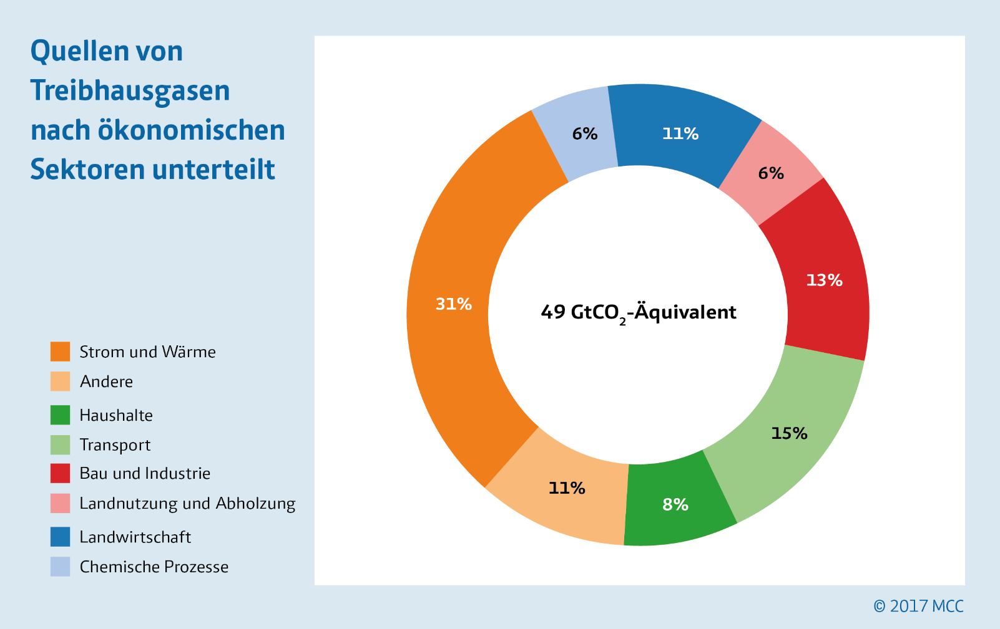 Quellen von
Treibhausgasen
nach ökonomischen
Sektoren unterteilt
Strom und Wärme
Andere
Haushalte
Transport
Bau und Industrie
Landnutzung und Abholzung
Landwirtschaft
Chemische Prozesse
6%
11%
6%
13%
31%
49 GtCO₂-Äquivalent
15%
11%
8%
© 2017 MCC